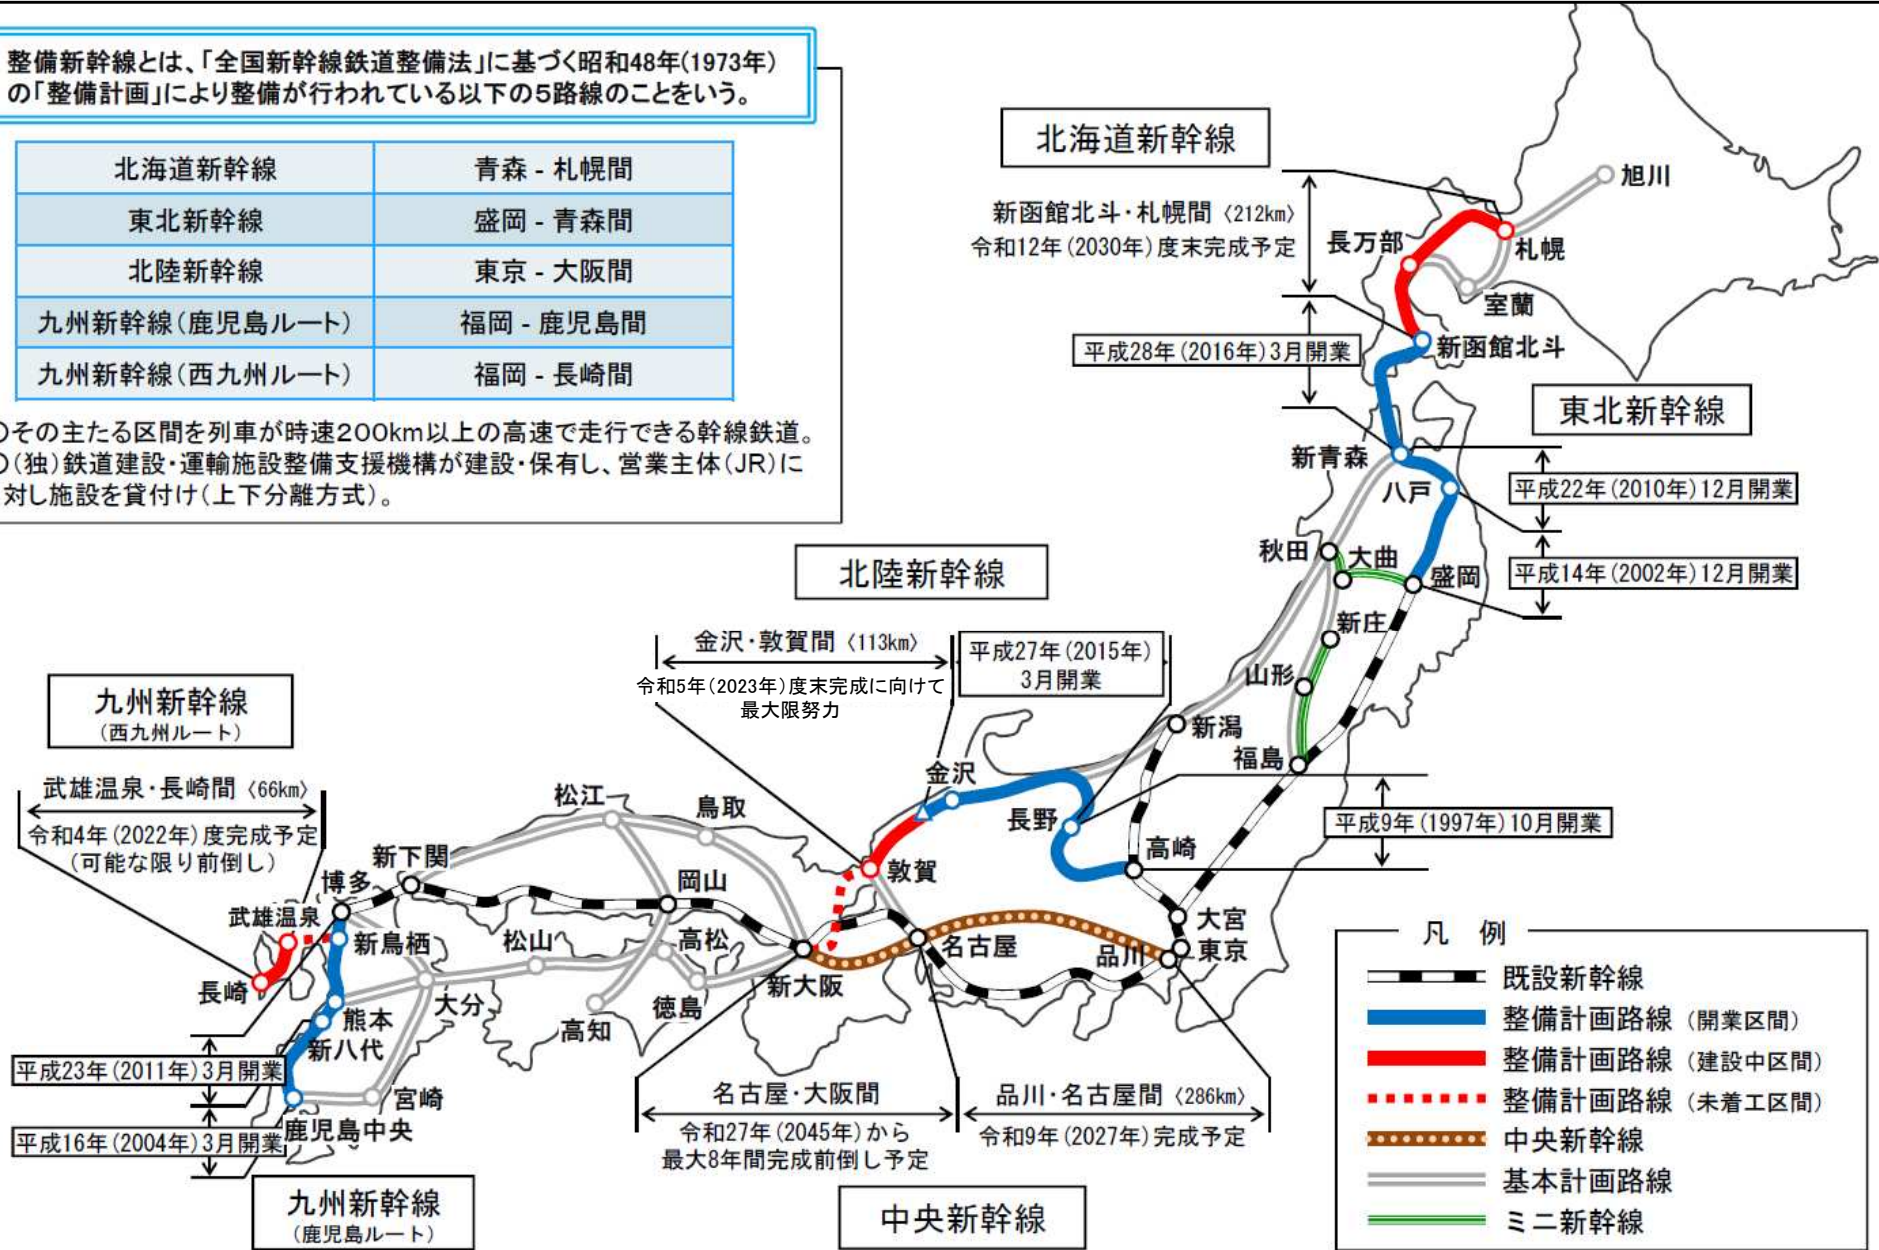 整備新幹線とは、「全国新幹線鉄道整備法」に基づく昭和48年(1973年)
の「整備計画」により整備が行われている以下の5路線のことをいう。
北海道新幹線 青森 - 札幌間
東北新幹線 盛岡 - 青森間
北陸新幹線 東京 - 大阪間
九州新幹線(鹿児島ルート) 福岡 - 鹿児島間
九州新幹線(西九州ルート) 福岡 - 長崎間
その主たる区間を列車が時速200km以上の高速で走行できる幹線鉄道。
(独)鉄道建設・運輸施設整備支援機構が建設・保有し、営業主体(JR)に
対し施設を貸付け(上下分離方式)。
北海道新幹線
新函館北斗・札幌間〈212km〉
令和12年(2030年)度末完成予定
旭川
長万部
札幌
室蘭
平成28年(2016年)3月開業
新函館北斗
東北新幹線
新青森
八戸
平成22年(2010年)12月開業
秋田
大曲
盛岡
平成14年(2002年)12月開業
新庄
山形
福島
新潟
北陸新幹線
金沢・敦賀間〈113km〉
令和5年(2023年)度末完成に向けて
最大限努力
平成27年(2015年)
3月開業
金沢
長野
高崎
平成9年(1997年)10月開業
敦賀
大宮
東京
品川
名古屋
新大阪
九州新幹線
(西九州ルート)
武雄温泉・長崎間〈66km〉
令和4年(2022年)度完成予定
(可能な限り前倒し)
松江
鳥取
新下関
博多
岡山
武雄温泉
新鳥栖
松山
高松
長崎
大分
徳島
高知
熊本
新八代
平成23年(2011年)3月開業
宮崎
鹿児島中央
平成16年(2004年)3月開業
九州新幹線
(鹿児島ルート)
名古屋・大阪間
令和27年(2045年)から
最大8年間完成前倒し予定
品川・名古屋間〈286km〉
令和9年(2027年)完成予定
中央新幹線
凡 例
既設新幹線
整備計画路線(開業区間)
整備計画路線(建設中区間)
整備計画路線(未着工区間)
中央新幹線
基本計画路線
ミニ新幹線